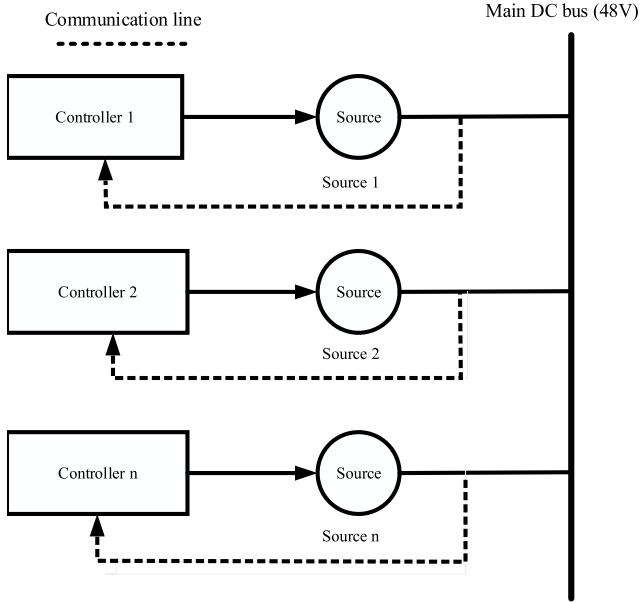 Main DC bus (48V)
Communication line
Controller 1
Source
Source 1
Controller 2
Source
Source 2
Controller n
Source
Source n